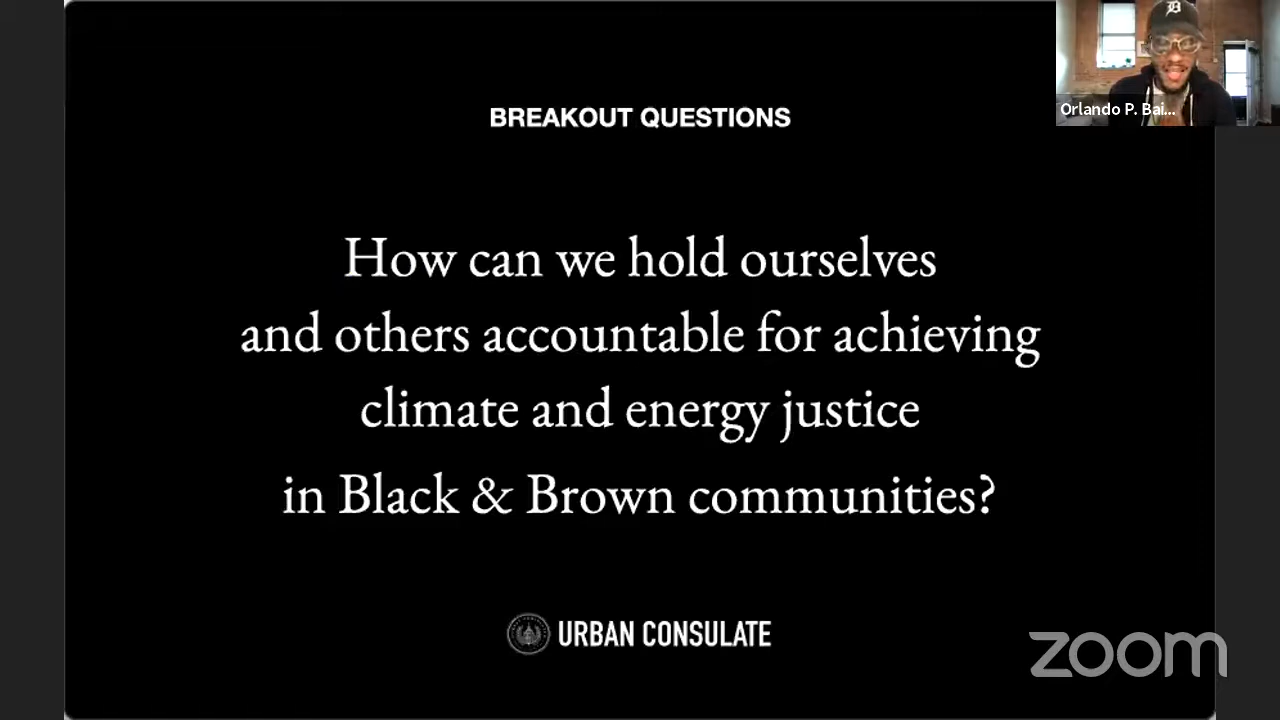 BREAKOUT QUESTIONS
Orlando P. Bai...
How can we hold ourselves
and others accountable for achieving
climate and energy justice
in Black & Brown communities?
URBAN CONSULATE
zoom